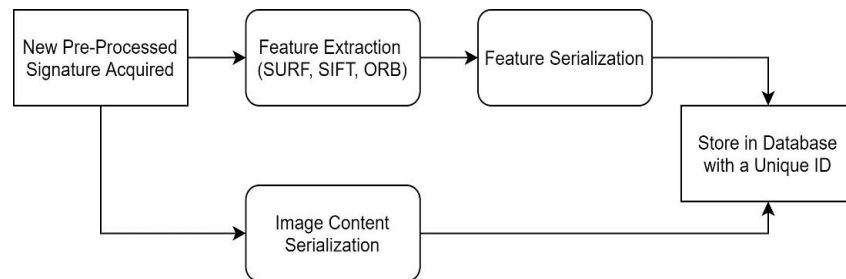 New Pre-Processed
Signature Acquired
Feature Extraction
(SURF, SIFT, ORB)
Feature Serialization
Store in Database
with a Unique ID
Image Content
Serialization